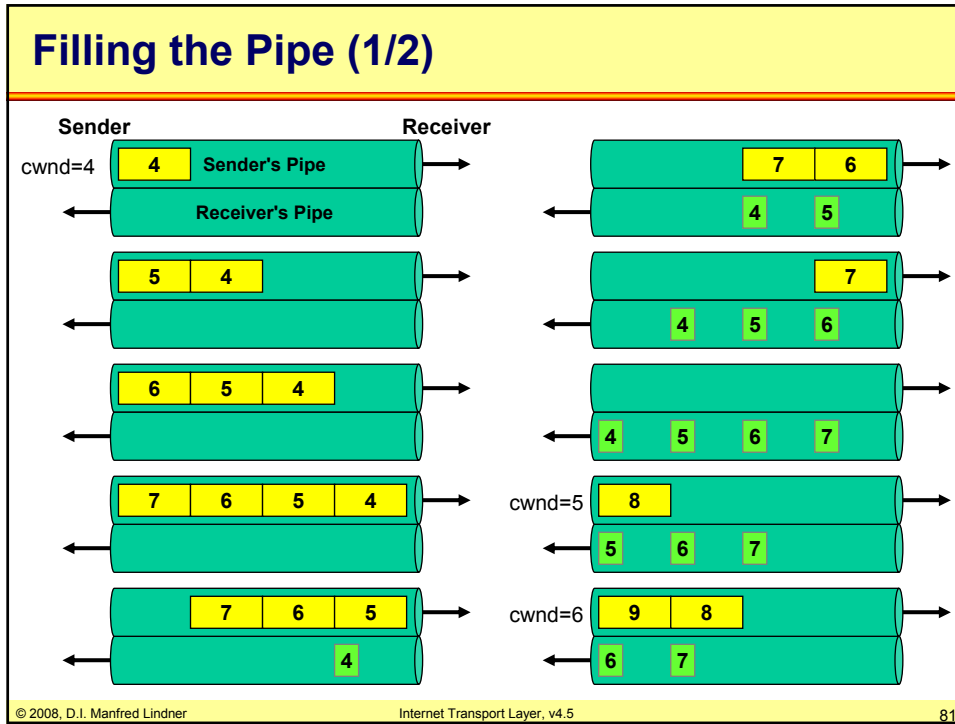 Filling the Pipe (1/2)
Sender Receiver
cwnd=4 4 Sender's Pipe
Receiver's Pipe
5 4
6 5 4
7 6 5 4
7 6 5
4
7 6
4 5
7
4 5 6
4 5 6 7
cwnd=5 8
5 6 7
cwnd=6 9 8
6 7
© 2008, D.I. Manfred Lindner Internet Transport Layer, v4.5 81